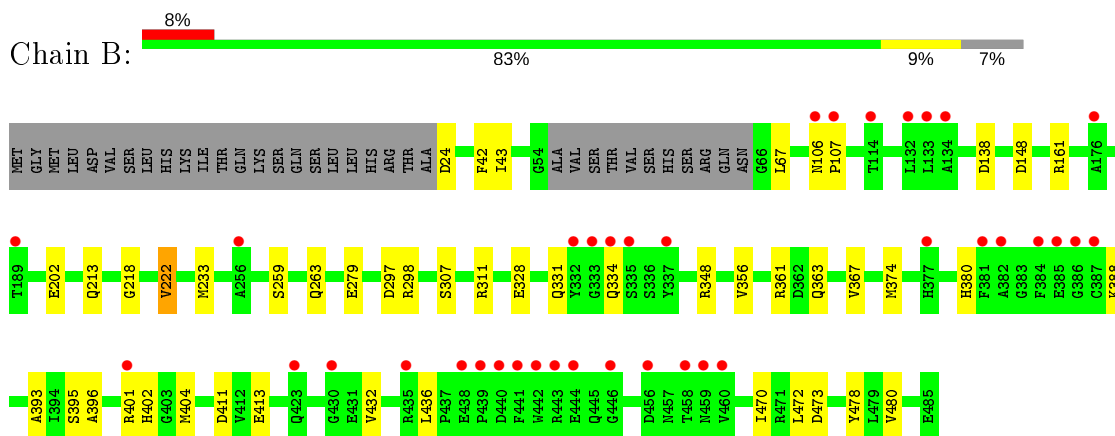 8%
Chain B:
83% 9% 7%
MET GLY MET LEU ASP VAL SER LEU HIS LYS ILE THR GLN LYS SER GLN SER LEU LEU HIS ARG THR ALA D24 F42 I43 G54 ALA VAL SER THR VAL SER HIS SER ARG GLN ASN G66 L67 N106 P107 T114 L132 L133 A134 D138 D148 R161 A176
T189 E202 Q213 G218 V222 M233 A256 S259 Q263 E279 D297 R298 S307 R311 E328 Q331 Y332 G333 Q334 S335 S336 Y337 R348 V356 R361 D362 Q363 V367 M374 H377 H380 F381 A382 G383 F384 E385 G386 C387 K388
A393 I394 S395 A396 R401 H402 G403 M404 D411 V412 E413 Q423 G430 E431 V432 R435 L436 P437 E438 P439 D440 F441 W442 R443 E444 Q445 G446 D456 N457 T458 N459 V460 I470 R471 L472 D473 Y478 L479 V480 E485